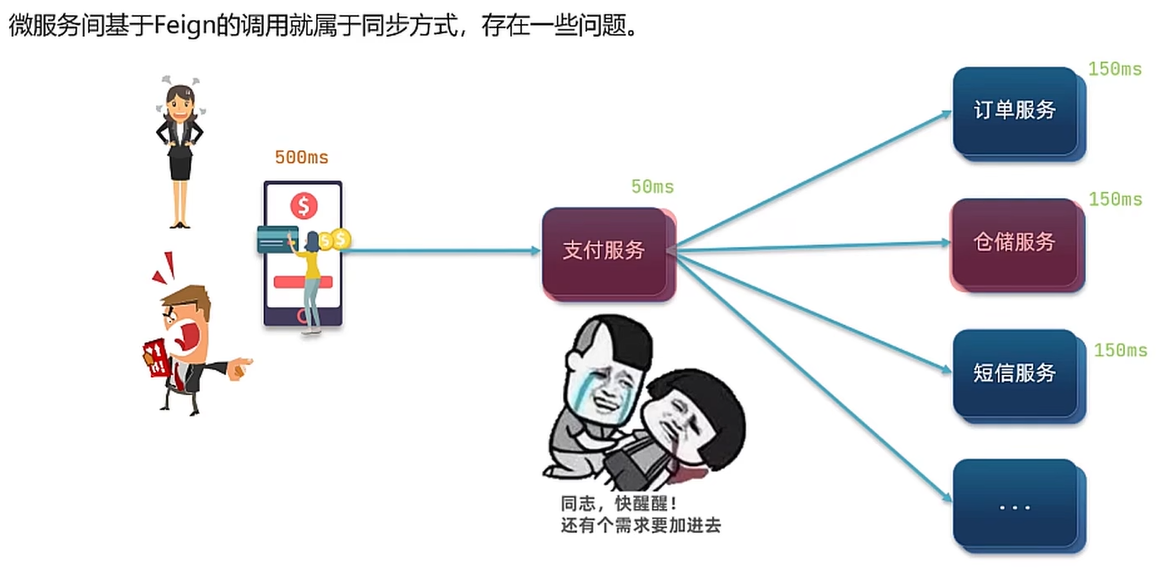 微服务间基于Feign的调用就属于同步方式，存在一些问题。
150ms
订单服务
500ms
50ms
150ms
支付服务
仓储服务
150ms
短信服务
同志，快醒醒！
还有个需求要加进去
...